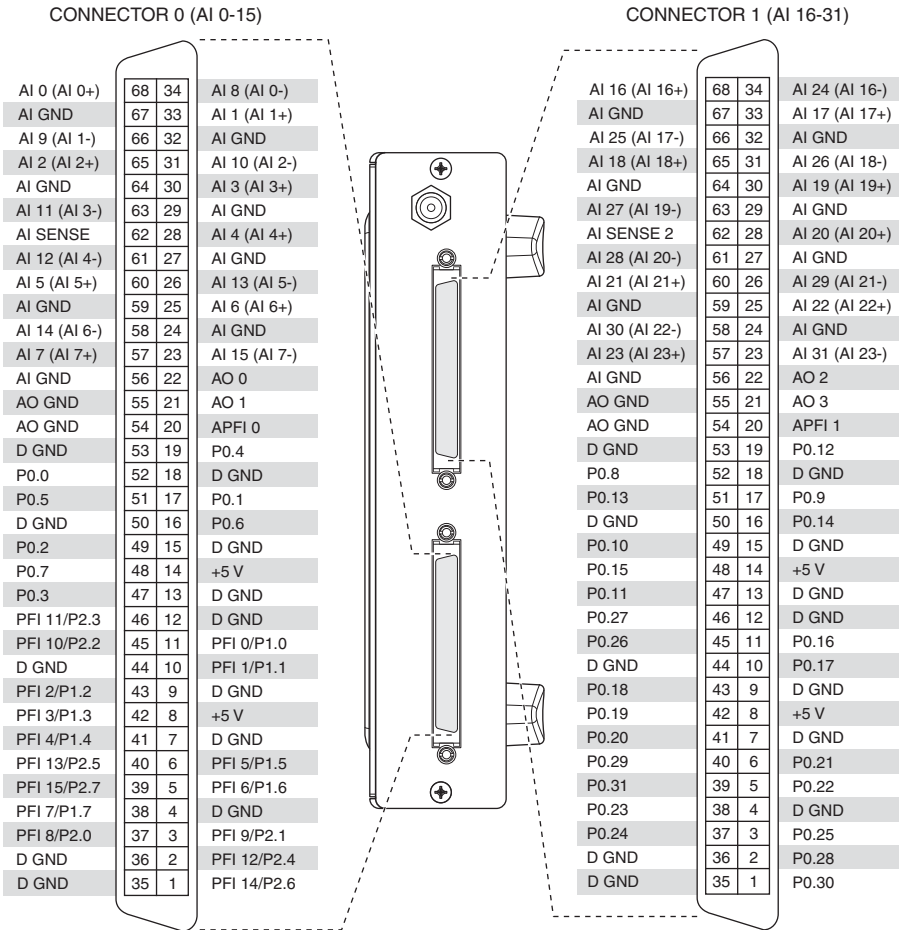 CONNECTOR 0 (AI 0-15)
AI 0 (AI 0+) 68 34 AI 8 (AI 0-)
AI GND 67 33 AI 1 (AI 1+)
AI 9 (AI 1-) 66 32 AI GND
AI 2 (AI 2+) 65 31 AI 10 (AI 2-)
AI GND 64 30 AI 3 (AI 3+)
AI 11 (AI 3-) 63 29 AI GND
AI SENSE 62 28 AI 4 (AI 4+)
AI 12 (AI 4-) 61 27 AI GND
AI 5 (AI 5+) 60 26 AI 13 (AI 5-)
AI GND 59 25 AI 6 (AI 6+)
AI 14 (AI 6-) 58 24 AI GND
AI 7 (AI 7+) 57 23 AI 15 (AI 7-)
AI GND 56 22 AO 0
AO GND 55 21 AO 1
AO GND 54 20 APFI 0
D GND 53 19 P0.4
P0.0 52 18 D GND
P0.5 51 17 P0.1
D GND 50 16 P0.6
P0.2 49 15 D GND
P0.7 48 14 +5 V
P0.3 47 13 D GND
PFI 11/P2.3 46 12 D GND
PFI 10/P2.2 45 11 PFI 0/P1.0
D GND 44 10 PFI 1/P1.1
PFI 2/P1.2 43 9 D GND
PFI 3/P1.3 42 8 +5 V
PFI 4/P1.4 41 7 D GND
PFI 13/P2.5 40 6 PFI 5/P1.5
PFI 15/P2.7 39 5 PFI 6/P1.6
PFI 7/P1.7 38 4 D GND
PFI 8/P2.0 37 3 PFI 9/P2.1
D GND 36 2 PFI 12/P2.4
D GND 35 1 PFI 14/P2.6
CONNECTOR 1 (AI 16-31)
AI 16 (AI 16+) 68 34 AI 24 (AI 16-)
AI GND 67 33 AI 17 (AI 17+)
AI 25 (AI 17-) 66 32 AI GND
AI 18 (AI 18+) 65 31 AI 26 (AI 18-)
AI GND 64 30 AI 19 (AI 19+)
AI 27 (AI 19-) 63 29 AI GND
AI SENSE 2 62 28 AI 20 (AI 20+)
AI 28 (AI 20-) 61 27 AI GND
AI 21 (AI 21+) 60 26 AI 29 (AI 21-)
AI GND 59 25 AI 22 (AI 22+)
AI 30 (AI 22-) 58 24 AI GND
AI 23 (AI 23+) 57 23 AI 31 (AI 23-)
AI GND 56 22 AO 2
AO GND 55 21 AO 3
AO GND 54 20 APFI 1
D GND 53 19 P0.12
P0.8 52 18 D GND
P0.13 51 17 P0.9
D GND 50 16 P0.14
P0.10 49 15 D GND
P0.15 48 14 +5 V
P0.11 47 13 D GND
P0.27 46 12 D GND
P0.26 45 11 P0.16
D GND 44 10 P0.17
P0.18 43 9 D GND
P0.19 42 8 +5 V
P0.20 41 7 D GND
P0.29 40 6 P0.21
P0.31 39 5 P0.22
P0.23 38 4 D GND
P0.24 37 3 P0.25
D GND 36 2 P0.28
D GND 35 1 P0.30